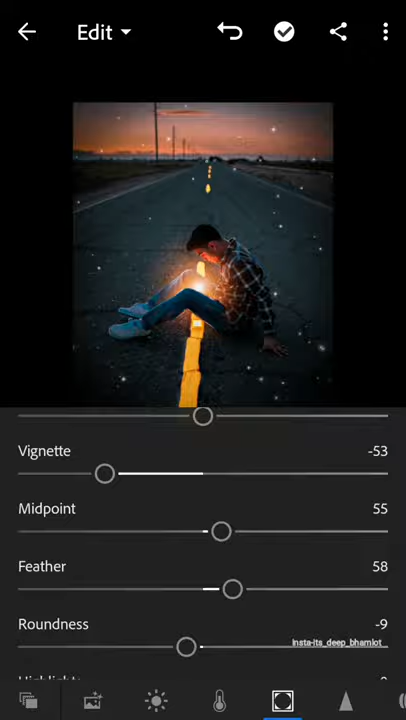 Edit
Vignette -53
Midpoint 55
Feather 58
Roundness -9
insta-its_deep_bhamlot